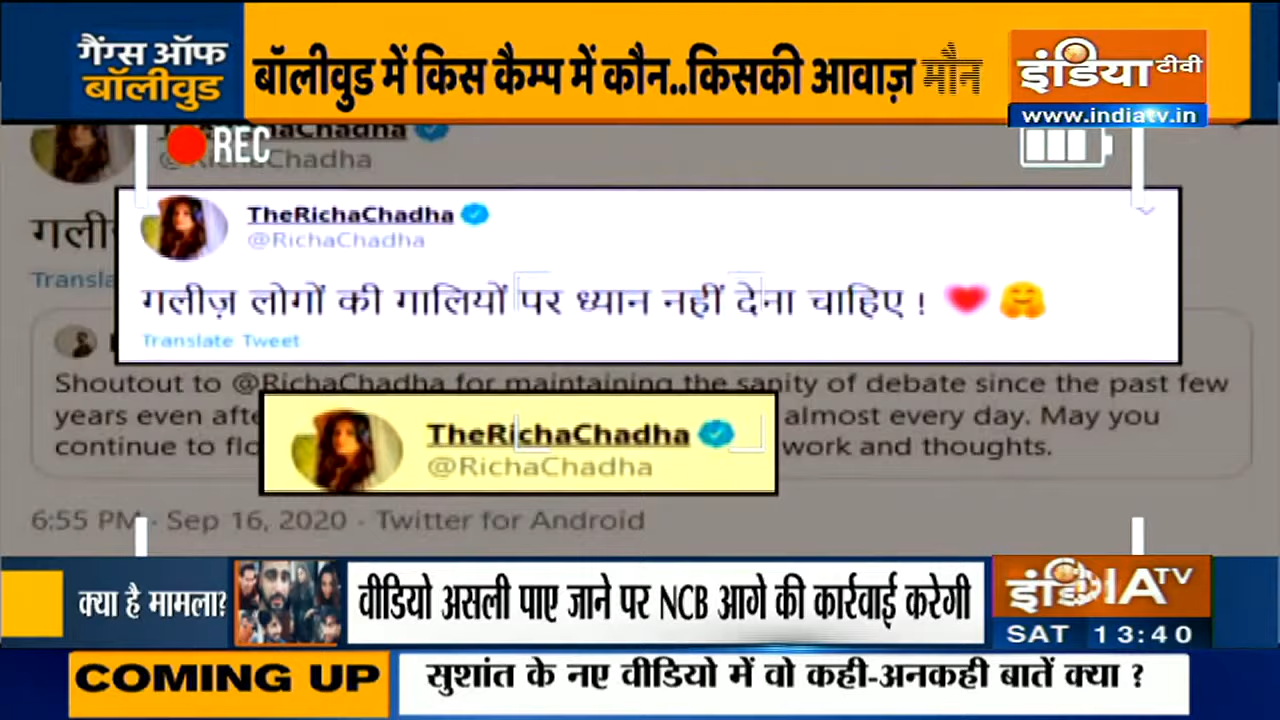 गैंग्स ऑफ
बॉलीवुड
बॉलीवुड में किस कैम्प में कौन..किसकी आवाज़ मौन
इंडिया टीवी
www.indiatv.in
REC
@RichaChadha
TheRichaChadha
@RichaChadha
गलीज़ लोगों की गालियों पर ध्यान नहीं देना चाहिए ! ❤️ 🤗
Translate Tweet
Shoutout to @RichaChadha for maintaining the sanity of debate since the past few
years even almost every day. May you
continue to work and thoughts.
TheRichaChadha
@RichaChadha
6:55 PM · Sep 16, 2020 · Twitter for Android
क्या है मामला?
वीडियो असली पाए जाने पर NCB आगे की कार्रवाई करेगी
TV
SAT 13:40
COMING UP
सुशांत के नए वीडियो में वो कही-अनकही बातें क्या ?